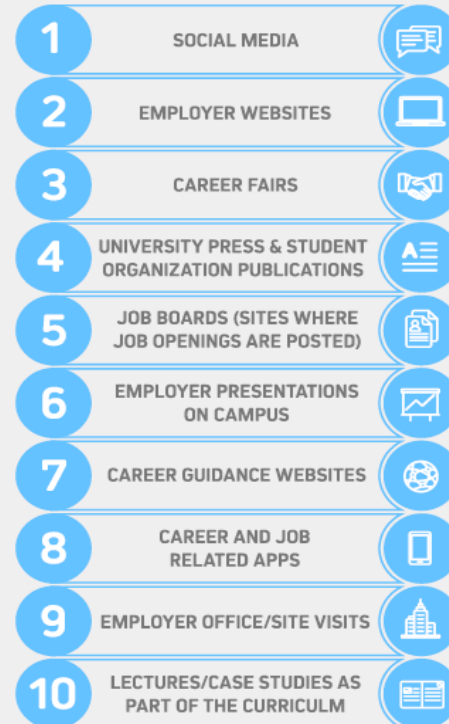 1
SOCIAL MEDIA
2
EMPLOYER WEBSITES
3
CAREER FAIRS
4
UNIVERSITY PRESS & STUDENT
ORGANIZATION PUBLICATIONS
5
JOB BOARDS (SITES WHERE
JOB OPENINGS ARE POSTED)
6
EMPLOYER PRESENTATIONS
ON CAMPUS
7
CAREER GUIDANCE WEBSITES
8
CAREER AND JOB
RELATED APPS
9
EMPLOYER OFFICE/SITE VISITS
10
LECTURES/CASE STUDIES AS
PART OF THE CURRICULM